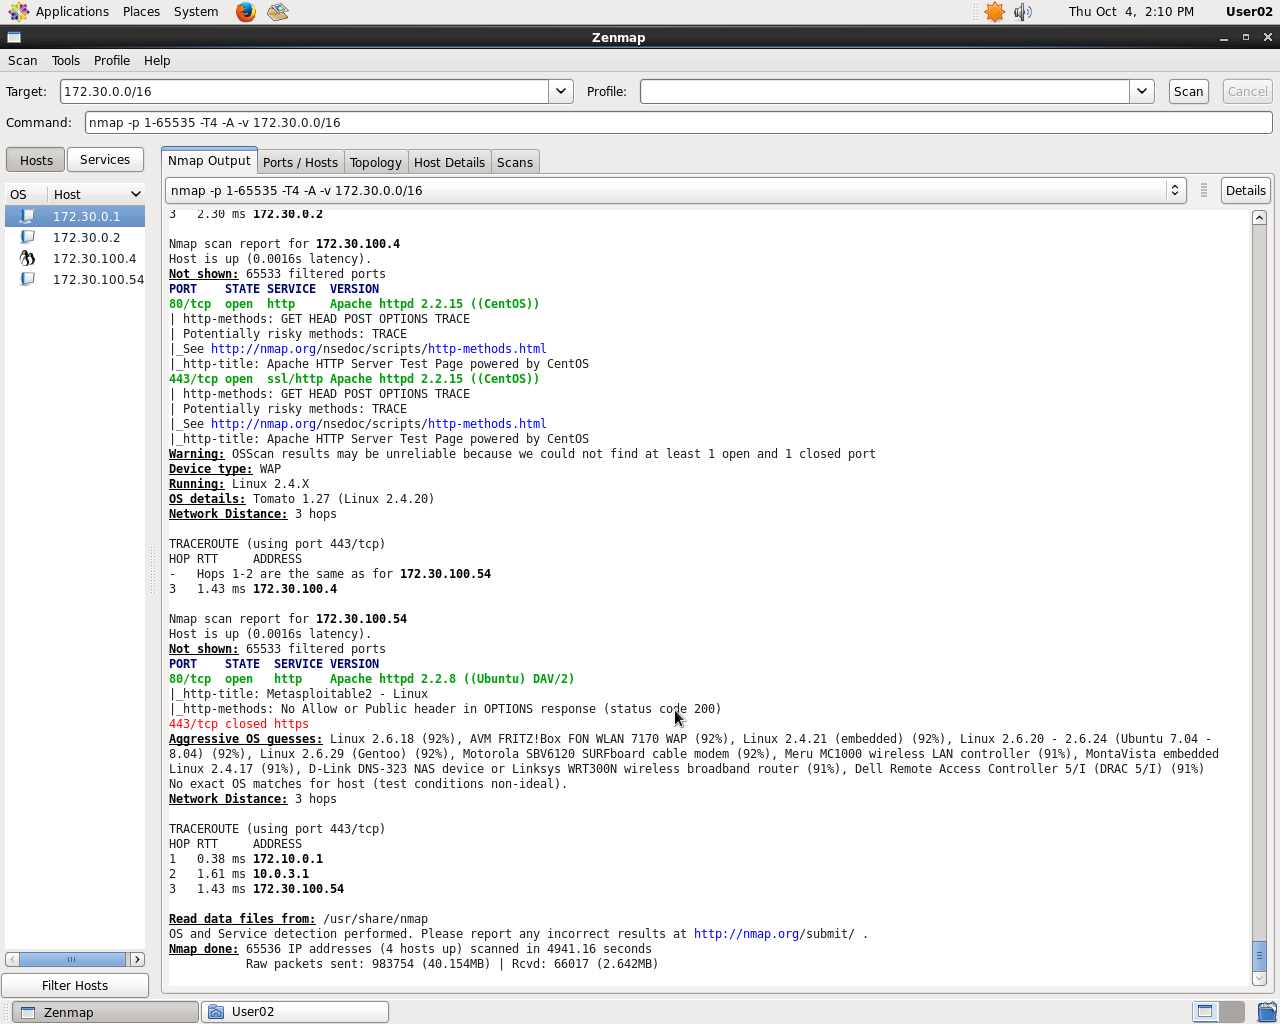 Applications Places System Thu Oct 4, 2:10 PM User02
Zenmap
Scan Tools Profile Help
Target: 172.30.0.0/16 Profile: Scan Cancel
Command: nmap -p 1-65535 -T4 -A -v 172.30.0.0/16
Hosts Services Nmap Output Ports / Hosts Topology Host Details Scans
OS Host
172.30.0.1
172.30.0.2
172.30.100.4
172.30.100.54
Filter Hosts
nmap -p 1-65535 -T4 -A -v 172.30.0.0/16 Details
3 2.30 ms 172.30.0.2
Nmap scan report for 172.30.100.4
Host is up (0.0016s latency).
Not shown: 65533 filtered ports
PORT STATE SERVICE VERSION
80/tcp open http Apache httpd 2.2.15 ((CentOS))
| http-methods: GET HEAD POST OPTIONS TRACE
| Potentially risky methods: TRACE
|_See http://nmap.org/nsedoc/scripts/http-methods.html
|_http-title: Apache HTTP Server Test Page powered by CentOS
443/tcp open ssl/http Apache httpd 2.2.15 ((CentOS))
| http-methods: GET HEAD POST OPTIONS TRACE
| Potentially risky methods: TRACE
|_See http://nmap.org/nsedoc/scripts/http-methods.html
|_http-title: Apache HTTP Server Test Page powered by CentOS
Warning: OSScan results may be unreliable because we could not find at least 1 open and 1 closed port
Device type: WAP
Running: Linux 2.4.X
OS details: Tomato 1.27 (Linux 2.4.20)
Network Distance: 3 hops
TRACEROUTE (using port 443/tcp)
HOP RTT ADDRESS
- Hops 1-2 are the same as for 172.30.100.54
3 1.43 ms 172.30.100.4
Nmap scan report for 172.30.100.54
Host is up (0.0016s latency).
Not shown: 65533 filtered ports
PORT STATE SERVICE VERSION
80/tcp open http Apache httpd 2.2.8 ((Ubuntu) DAV/2)
|_http-title: Metasploitable2 - Linux
|_http-methods: No Allow or Public header in OPTIONS response (status code 200)
443/tcp closed https
Aggressive OS guesses: Linux 2.6.18 (92%), AVM FRITZ!Box FON WLAN 7170 WAP (92%), Linux 2.4.21 (embedded) (92%), Linux 2.6.20 - 2.6.24 (Ubuntu 7.04 -
8.04) (92%), Linux 2.6.29 (Gentoo) (92%), Motorola SBV6120 SURFboard cable modem (92%), Meru MC1000 wireless LAN controller (91%), MontaVista embedded
Linux 2.4.17 (91%), D-Link DNS-323 NAS device or Linksys WRT300N wireless broadband router (91%), Dell Remote Access Controller 5/I (DRAC 5/I) (91%)
No exact OS matches for host (test conditions non-ideal).
Network Distance: 3 hops
TRACEROUTE (using port 443/tcp)
HOP RTT ADDRESS
1 0.38 ms 172.10.0.1
2 1.61 ms 10.0.3.1
3 1.43 ms 172.30.100.54
Read data files from: /usr/share/nmap
OS and Service detection performed. Please report any incorrect results at http://nmap.org/submit/ .
Nmap done: 65536 IP addresses (4 hosts up) scanned in 4941.16 seconds
Raw packets sent: 983754 (40.154MB) | Rcvd: 66017 (2.642MB)
Zenmap User02